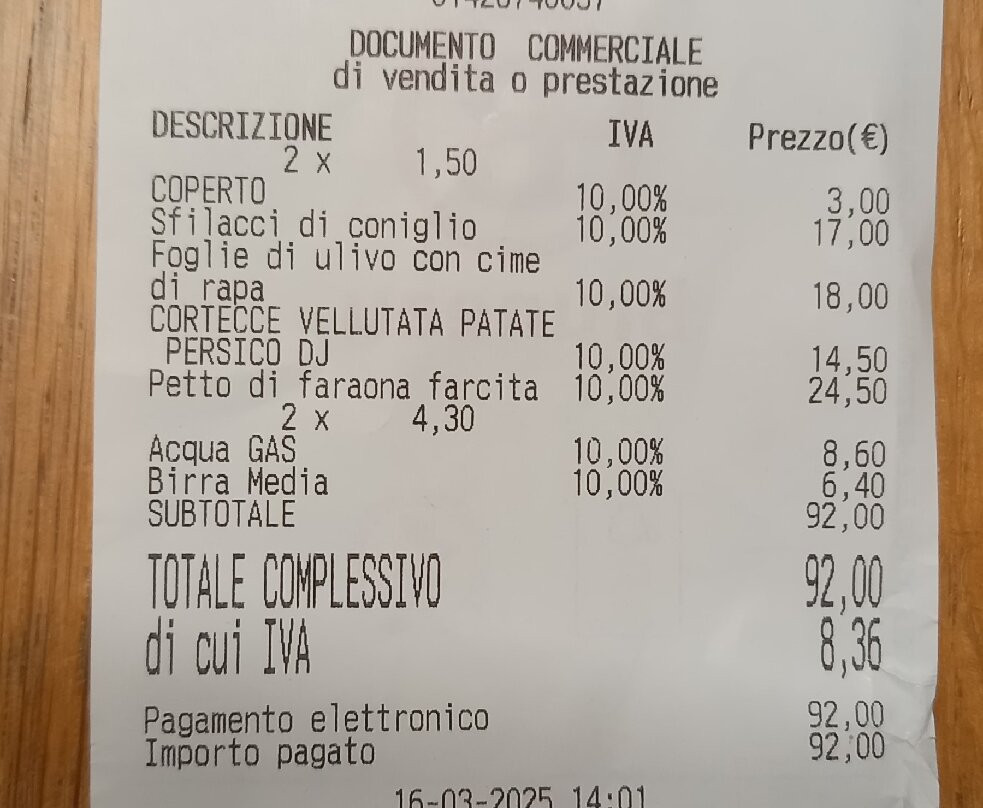 DOCUMENTO COMMERCIALE
di vendita o prestazione
DESCRIZIONE IVA Prezzo(€)
2 x 1,50
COPERTO 10,00% 3,00
Sfilacci di coniglio 10,00% 17,00
Foglie di ulivo con cime
di rapa 10,00% 18,00
CORTECCE VELLUTATA PATATE
PERSICO DJ 10,00% 14,50
Petto di faraona farcita 10,00% 24,50
2 x 4,30
Acqua GAS 10,00% 8,60
Birra Media 10,00% 6,40
SUBTOTALE 92,00
TOTALE COMPLESSIVO 92,00
di cui IVA 8,36
Pagamento elettronico 92,00
Importo pagato 92,00
16-03-2025 14:01